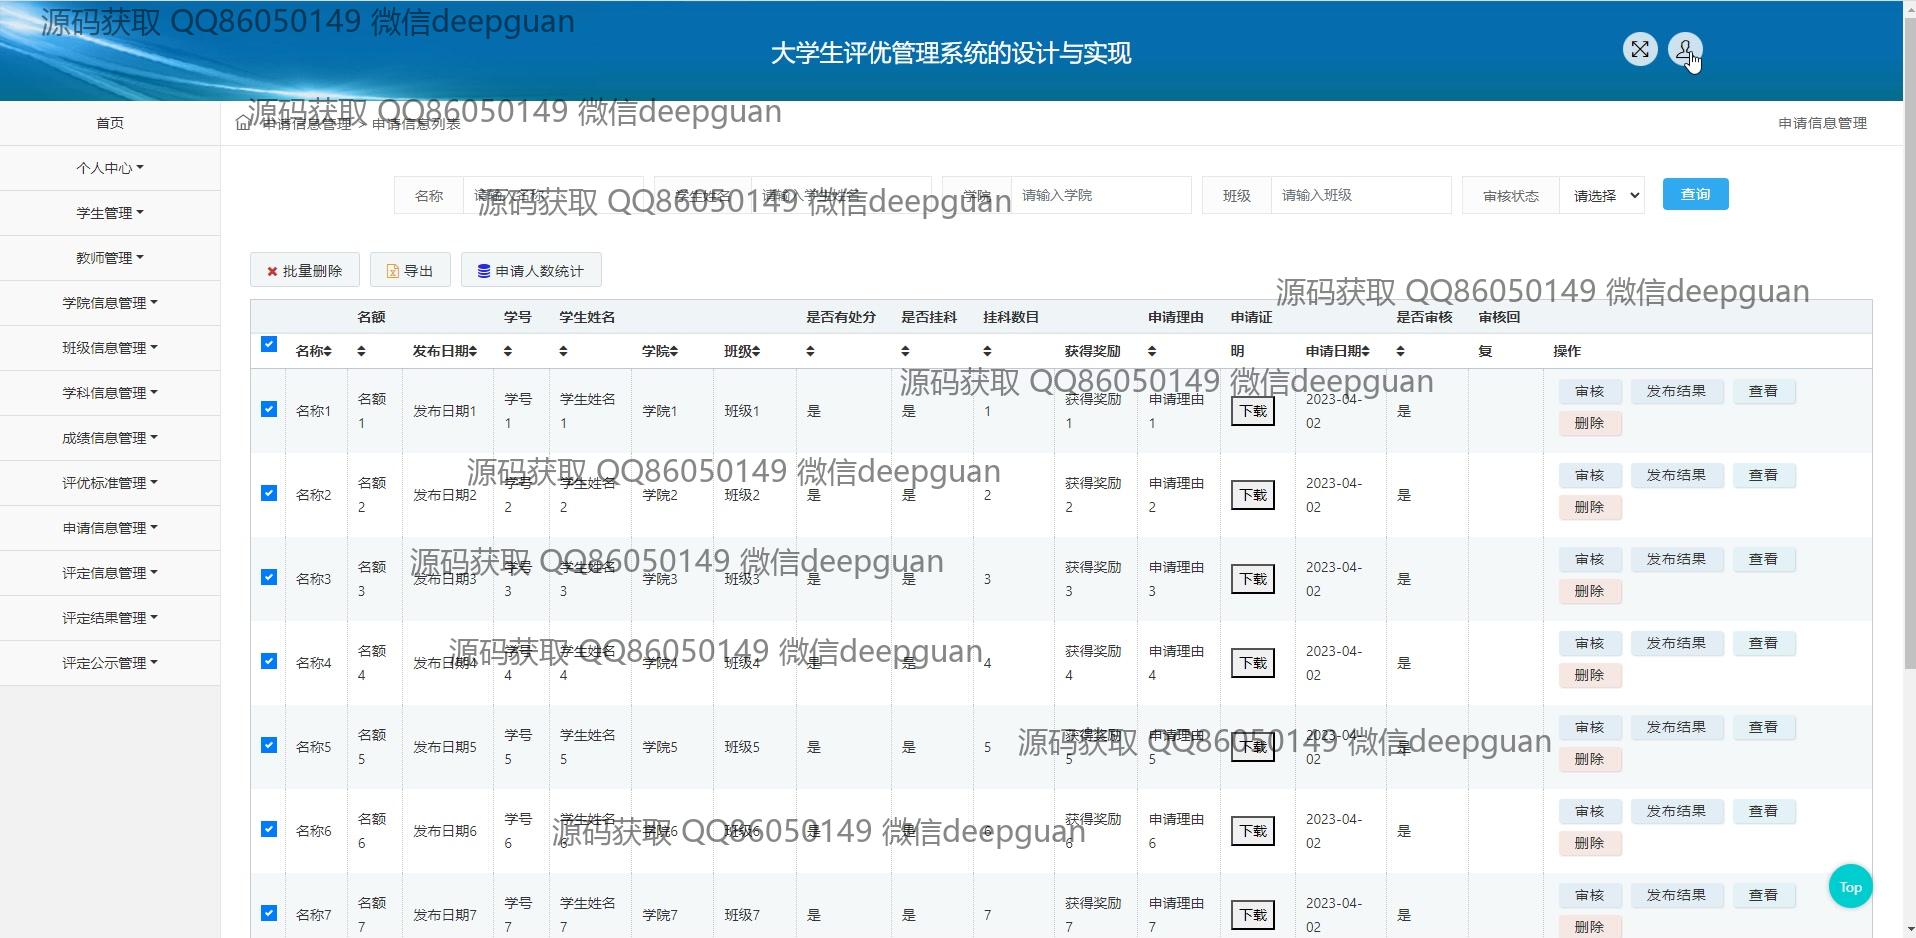 源码获取 QQ86050149 微信deepguan
大学生评优管理系统的设计与实现
源码获取 QQ86050149 微信deepguan
首页
申请信息管理 > 申请信息列表
申请信息管理
个人中心
学生管理
教师管理
学院信息管理
班级信息管理
学科信息管理
成绩信息管理
评优标准管理
申请信息管理
评定信息管理
评定结果管理
评定公示管理
名称 请输入名称 学生姓名 请输入学生姓名 学院 请输入学院 班级 请输入班级 审核状态 请选择 查询
源码获取 QQ86050149 微信deepguan
批量删除 导出 申请人数统计
源码获取 QQ86050149 微信deepguan
名称 名额 发布日期 学号 学生姓名 学院 班级 是否有处分 是否挂科 挂科数目 获得奖励 申请理由 申请证明 申请日期 是否审核 审核回复 操作
源码获取 QQ86050149 微信deepguan
名称1 名额1 发布日期1 学号1 学生姓名1 学院1 班级1 是 是 1 获得奖励1 申请理由1 下载 2023-04-02 是 审核 发布结果 查看 删除
源码获取 QQ86050149 微信deepguan
名称2 名额2 发布日期2 学号2 学生姓名2 学院2 班级2 是 是 2 获得奖励2 申请理由2 下载 2023-04-02 是 审核 发布结果 查看 删除
源码获取 QQ86050149 微信deepguan
名称3 名额3 发布日期3 学号3 学生姓名3 学院3 班级3 是 是 3 获得奖励3 申请理由3 下载 2023-04-02 是 审核 发布结果 查看 删除
源码获取 QQ86050149 微信deepguan
名称4 名额4 发布日期4 学号4 学生姓名4 学院4 班级4 是 是 4 获得奖励4 申请理由4 下载 2023-04-02 是 审核 发布结果 查看 删除
源码获取 QQ86050149 微信deepguan
名称5 名额5 发布日期5 学号5 学生姓名5 学院5 班级5 是 是 5 获得奖励5 申请理由5 下载 2023-04-02 是 审核 发布结果 查看 删除
源码获取 QQ86050149 微信deepguan
名称6 名额6 发布日期6 学号6 学生姓名6 学院6 班级6 是 是 6 获得奖励6 申请理由6 下载 2023-04-02 是 审核 发布结果 查看 删除
Top
名称7 名额7 发布日期7 学号7 学生姓名7 学院7 班级7 是 是 7 获得奖励7 申请理由7 下载 2023-04-02 是 审核 发布结果 查看 删除